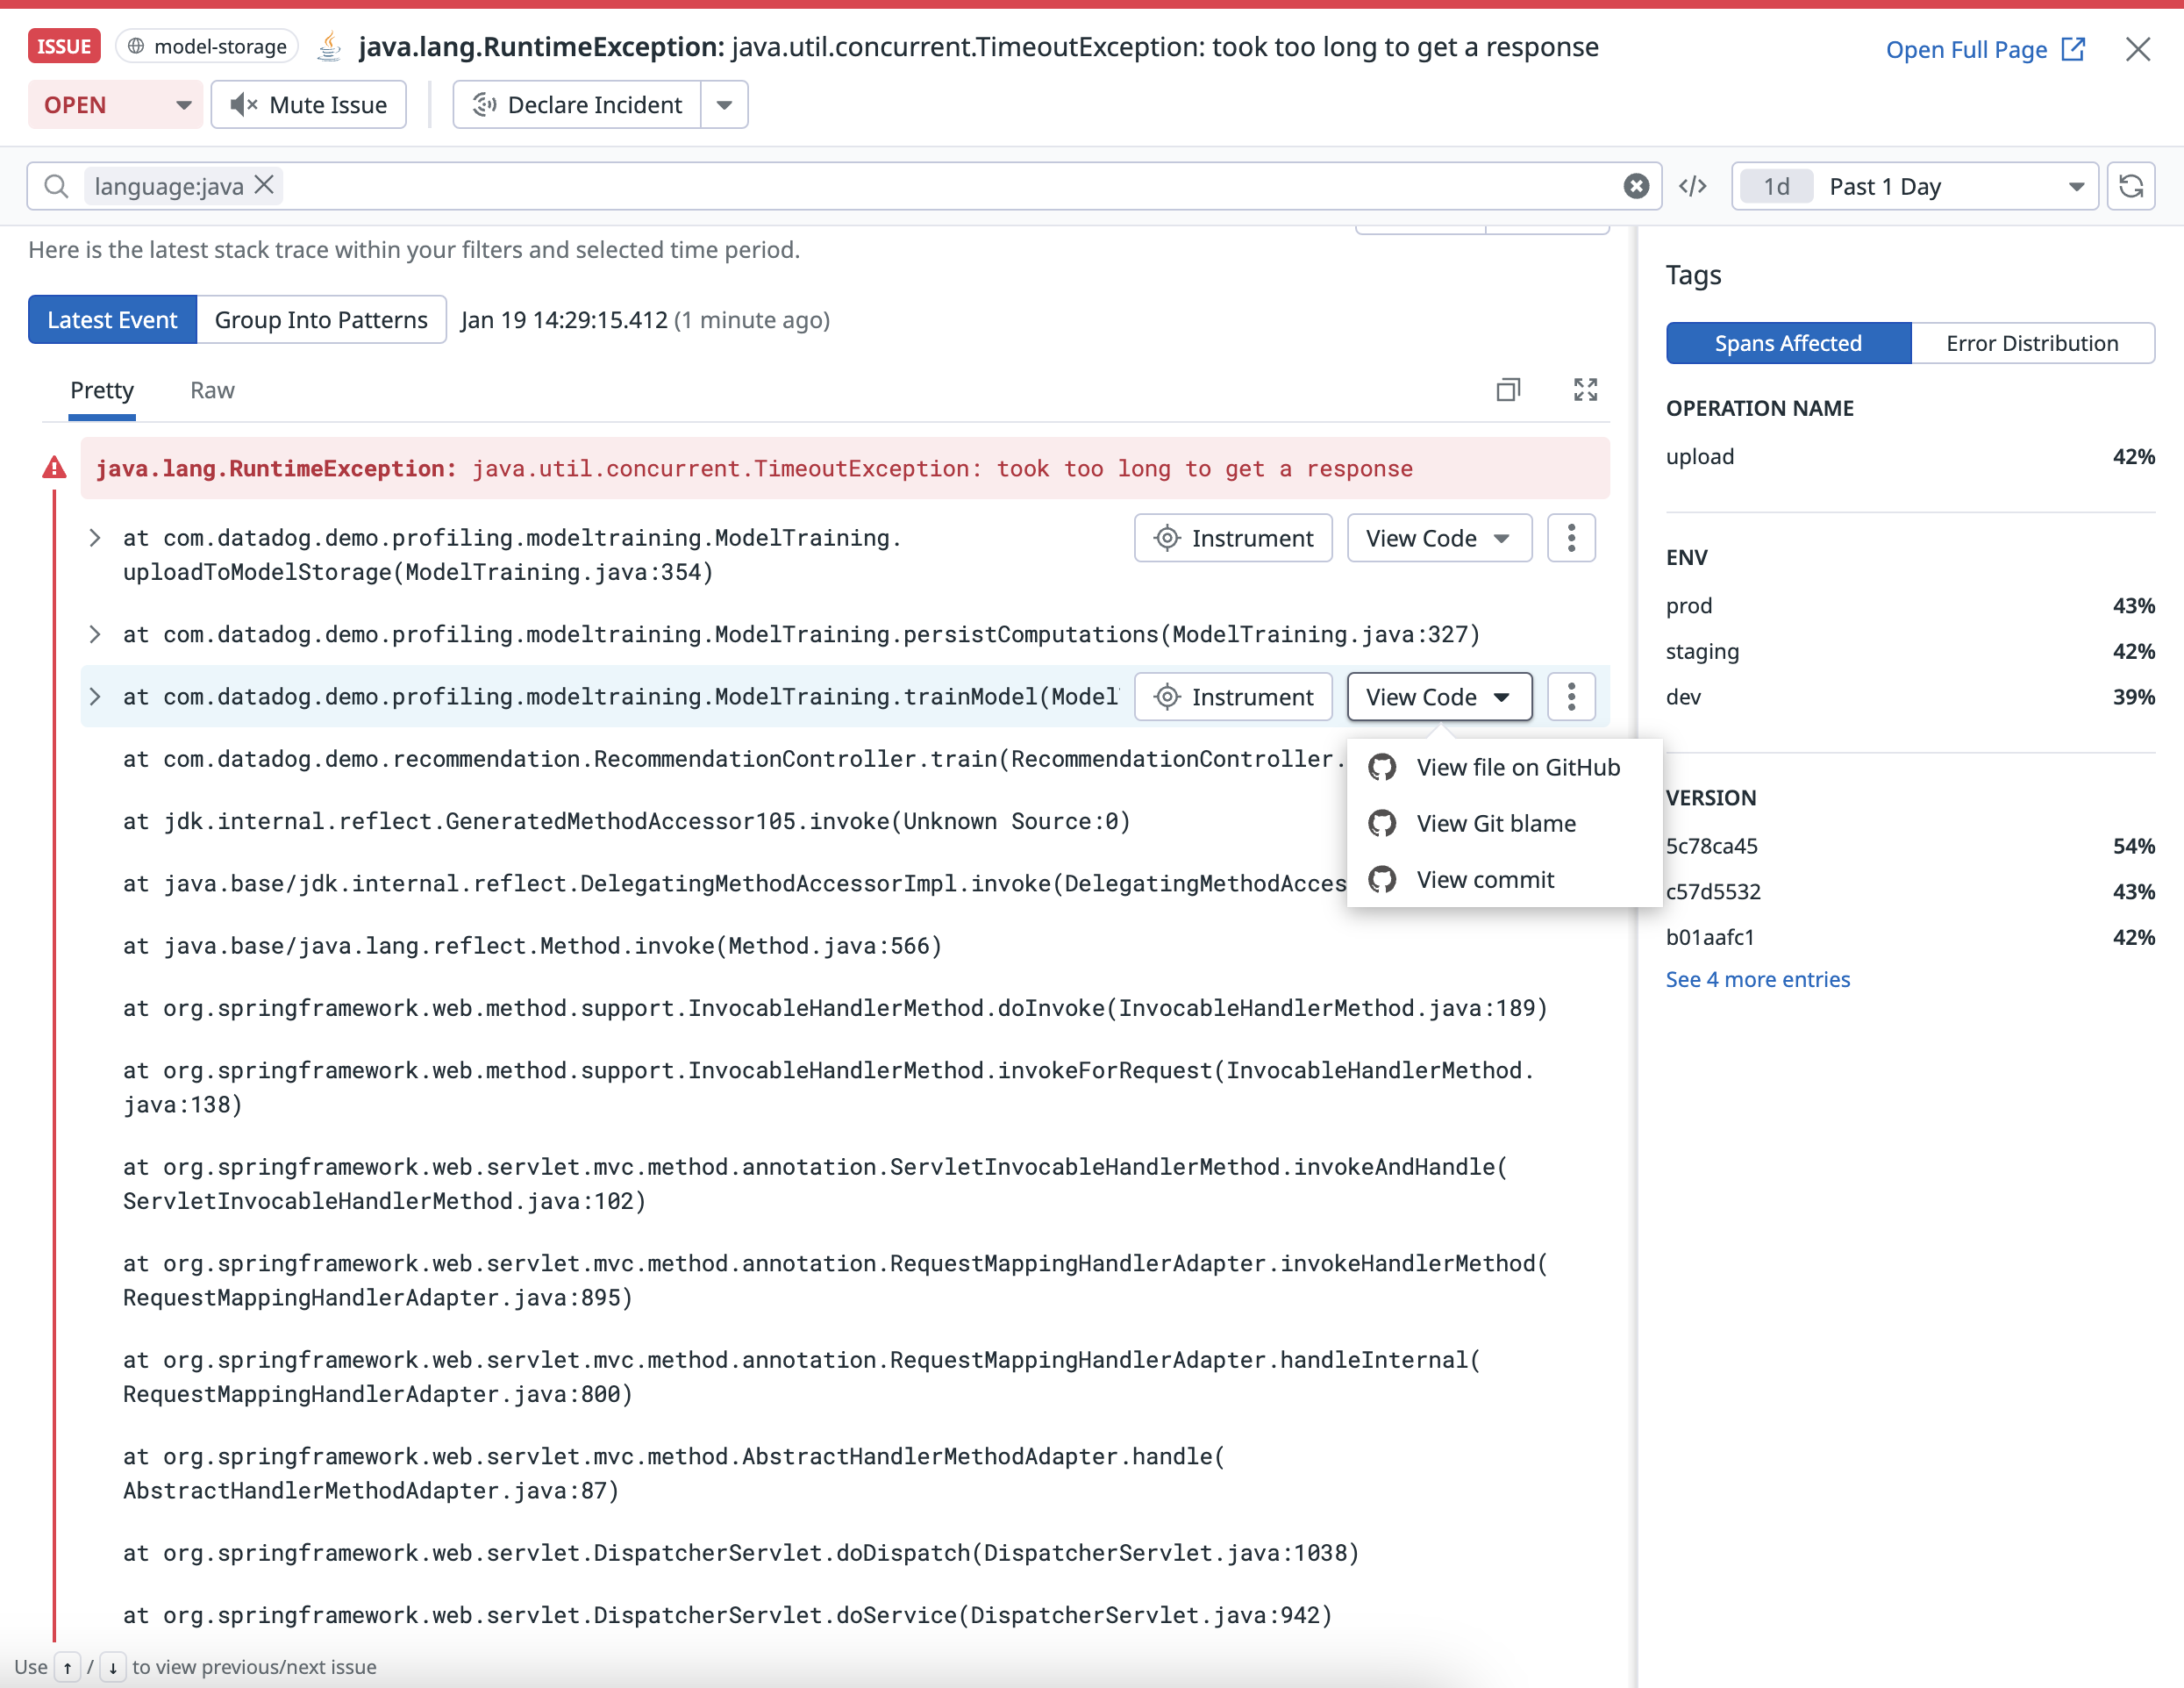 ISSUE model-storage java.lang.RuntimeException: java.util.concurrent.TimeoutException: took too long to get a response Open Full Page
OPEN Mute Issue Declare Incident
language:java </> 1d Past 1 Day
Here is the latest stack trace within your filters and selected time period.
Latest Event Group Into Patterns Jan 19 14:29:15.412 (1 minute ago)
Pretty Raw
java.lang.RuntimeException: java.util.concurrent.TimeoutException: took too long to get a response
at com.datadog.demo.profiling.modeltraining.ModelTraining.
uploadToModelStorage(ModelTraining.java:354)
Instrument View Code
at com.datadog.demo.profiling.modeltraining.ModelTraining.persistComputations(ModelTraining.java:327)
at com.datadog.demo.profiling.modeltraining.ModelTraining.trainModel(Model
Instrument View Code
View file on GitHub
View Git blame
View commit
at com.datadog.demo.recommendation.RecommendationController.train(RecommendationController.
at jdk.internal.reflect.GeneratedMethodAccessor105.invoke(Unknown Source:0)
at java.base/jdk.internal.reflect.DelegatingMethodAccessorImpl.invoke(DelegatingMethodAcces
at java.base/java.lang.reflect.Method.invoke(Method.java:566)
at org.springframework.web.method.support.InvocableHandlerMethod.doInvoke(InvocableHandlerMethod.java:189)
at org.springframework.web.method.support.InvocableHandlerMethod.invokeForRequest(InvocableHandlerMethod.
java:138)
at org.springframework.web.servlet.mvc.method.annotation.ServletInvocableHandlerMethod.invokeAndHandle(
ServletInvocableHandlerMethod.java:102)
at org.springframework.web.servlet.mvc.method.annotation.RequestMappingHandlerAdapter.invokeHandlerMethod(
RequestMappingHandlerAdapter.java:895)
at org.springframework.web.servlet.mvc.method.annotation.RequestMappingHandlerAdapter.handleInternal(
RequestMappingHandlerAdapter.java:800)
at org.springframework.web.servlet.mvc.method.AbstractHandlerMethodAdapter.handle(
AbstractHandlerMethodAdapter.java:87)
at org.springframework.web.servlet.DispatcherServlet.doDispatch(DispatcherServlet.java:1038)
at org.springframework.web.servlet.DispatcherServlet.doService(DispatcherServlet.java:942)
Use ↑ / ↓ to view previous/next issue
Tags
Spans Affected Error Distribution
OPERATION NAME
upload 42%
ENV
prod 43%
staging 42%
dev 39%
VERSION
5c78ca45 54%
c57d5532 43%
b01aafc1 42%
See 4 more entries